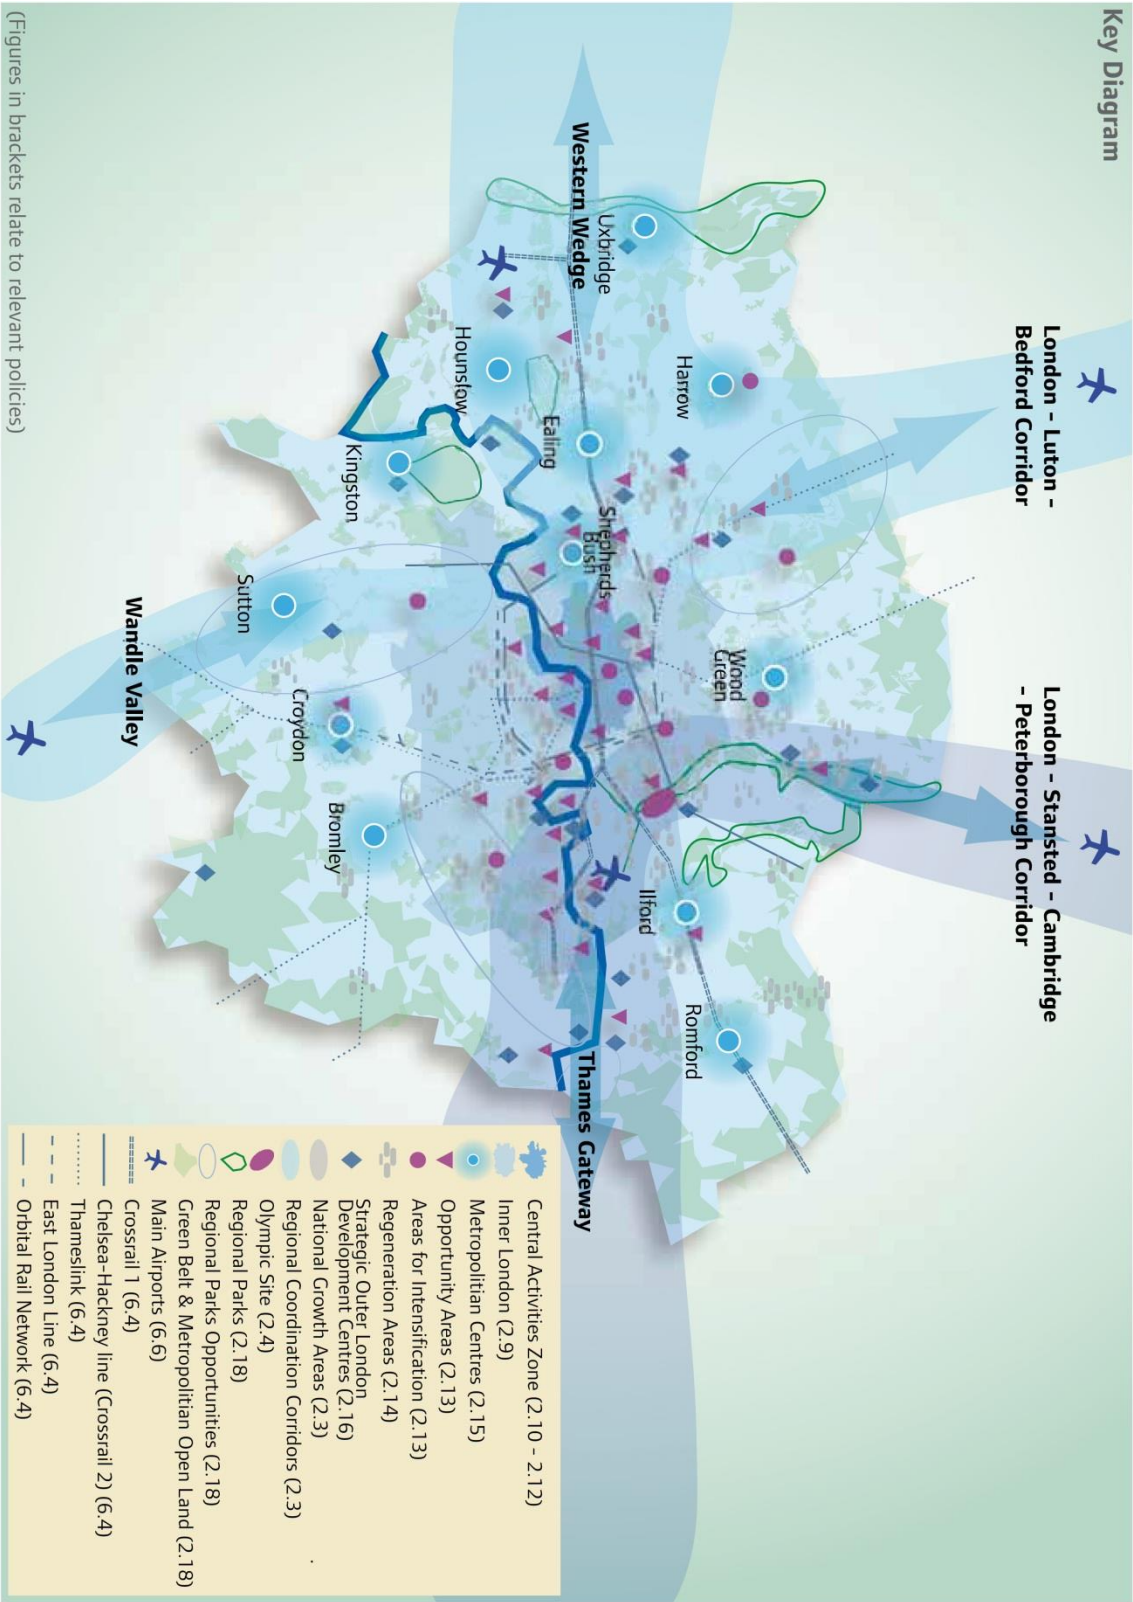 Key Diagram
London – Luton –
Bedford Corridor
London – Stansted – Cambridge
– Peterborough Corridor
Western Wedge
Uxbridge
Harrow
Hounslow
Ealing
Shepherds
Bush
Wood
Green
Kingston
Sutton
Croydon
Bromley
Ilford
Romford
Thames Gateway
Wandle Valley
Central Activities Zone (2.10 – 2.12)
Inner London (2.9)
Metropolitian Centres (2.15)
Opportunity Areas (2.13)
Areas for Intensification (2.13)
Regeneration Areas (2.14)
Strategic Outer London
Development Centres (2.16)
National Growth Areas (2.3)
Regional Coordination Corridors (2.3)
Olympic Site (2.4)
Regional Parks (2.18)
Regional Parks Opportunities (2.18)
Green Belt & Metropolitian Open Land (2.18)
Main Airports (6.6)
Crossrail 1 (6.4)
Chelsea-Hackney line (Crossrail 2) (6.4)
Thameslink (6.4)
East London Line (6.4)
Orbital Rail Network (6.4)
(Figures in brackets relate to relevant policies)